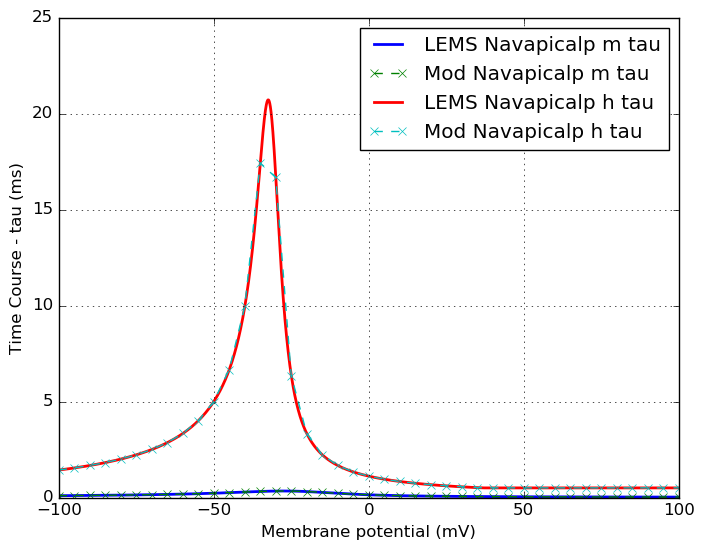 25
20
15
10
5
0
Time Course - tau (ms)
LEMS Navapicalp m tau
Mod Navapicalp m tau
LEMS Navapicalp h tau
Mod Navapicalp h tau
−100 −50 0 50 100
Membrane potential (mV)